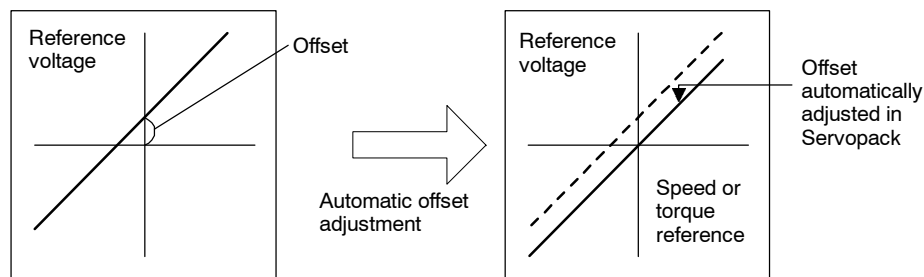 Reference
voltage
Offset
Automatic offset
adjustment
Reference
voltage
Speed or
torque
reference
Offset
automatically
adjusted in
Servopack